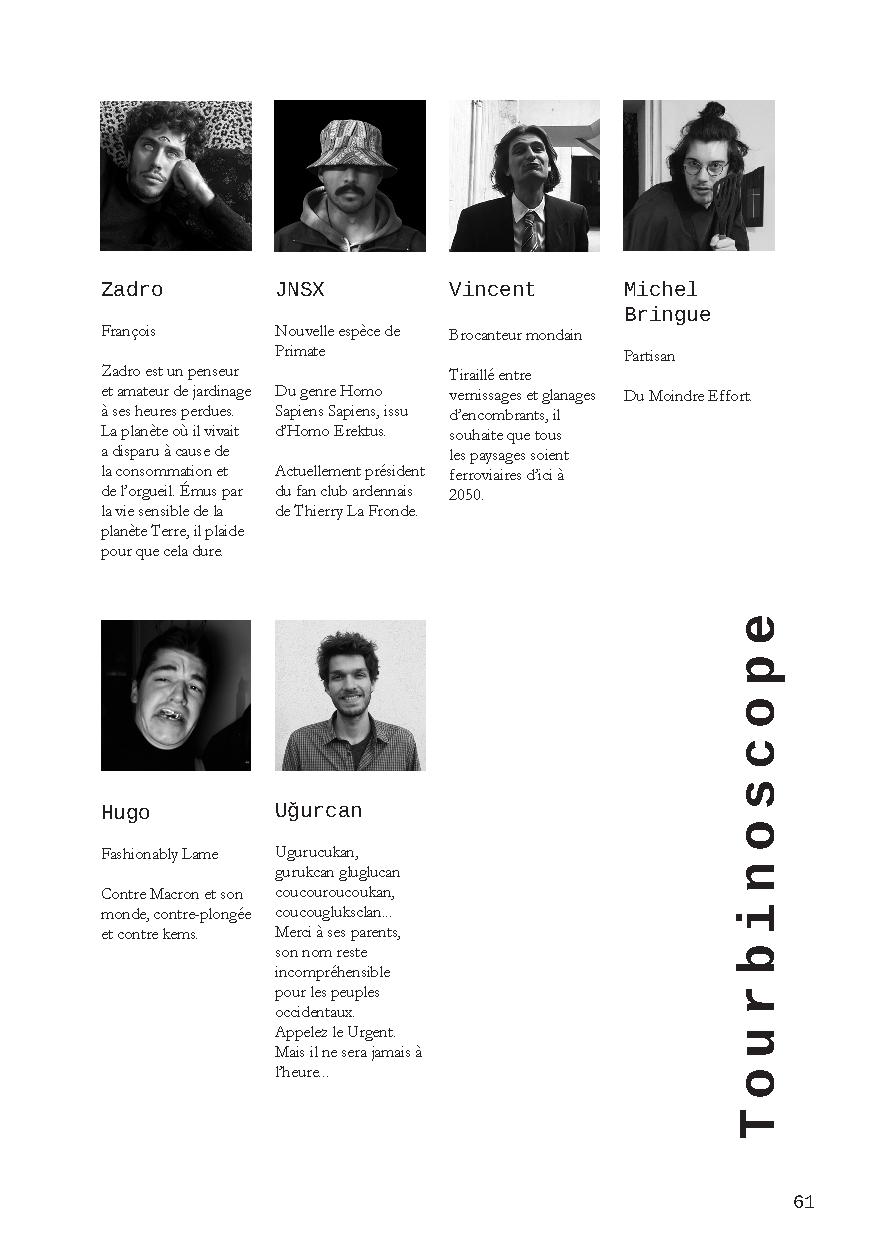 Zadro
François
Zadro est un penseur
et amateur de jardinage
à ses heures perdues.
La planète où il vivait
a disparu à cause de
la consommation et
de l'orgueil. Émus par
la vie sensible de la
planète Terre, il plaide
pour que cela dure.
JNSX
Nouvelle espèce de
Primate
Du genre Homo
Sapiens Sapiens, issu
d'Homo Erektus.
Actuellement président
du fan club ardennais
de Thierry La Fronde.
Vincent
Brocanteur mondain
Tiraillé entre
vernissages et glanages
d'encombrants, il
souhaite que tous
les paysages soient
ferroviaires d'ici à
2050.
Michel
Bringue
Partisan
Du Moindre Effort
Hugo
Fashionably Lame
Contre Macron et son
monde, contre-plongée
et contre kems.
Uğurcan
Ugurucukan,
gurukcan gluglucan
coucouroucoukan,
coucougluksclan...
Merci à ses parents,
son nom reste
incompréhensible
pour les peuples
occidentaux.
Appelez le Urgent.
Mais il ne sera jamais à
l'heure...
Tourbinoscope
61